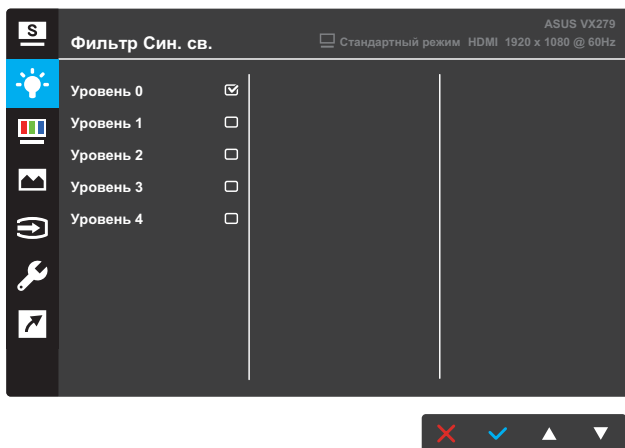 S
ASUS VX279
Фильтр Син. св.
Стандартный режим HDMI 1920 x 1080 @ 60Hz
Уровень 0
Уровень 1
Уровень 2
Уровень 3
Уровень 4